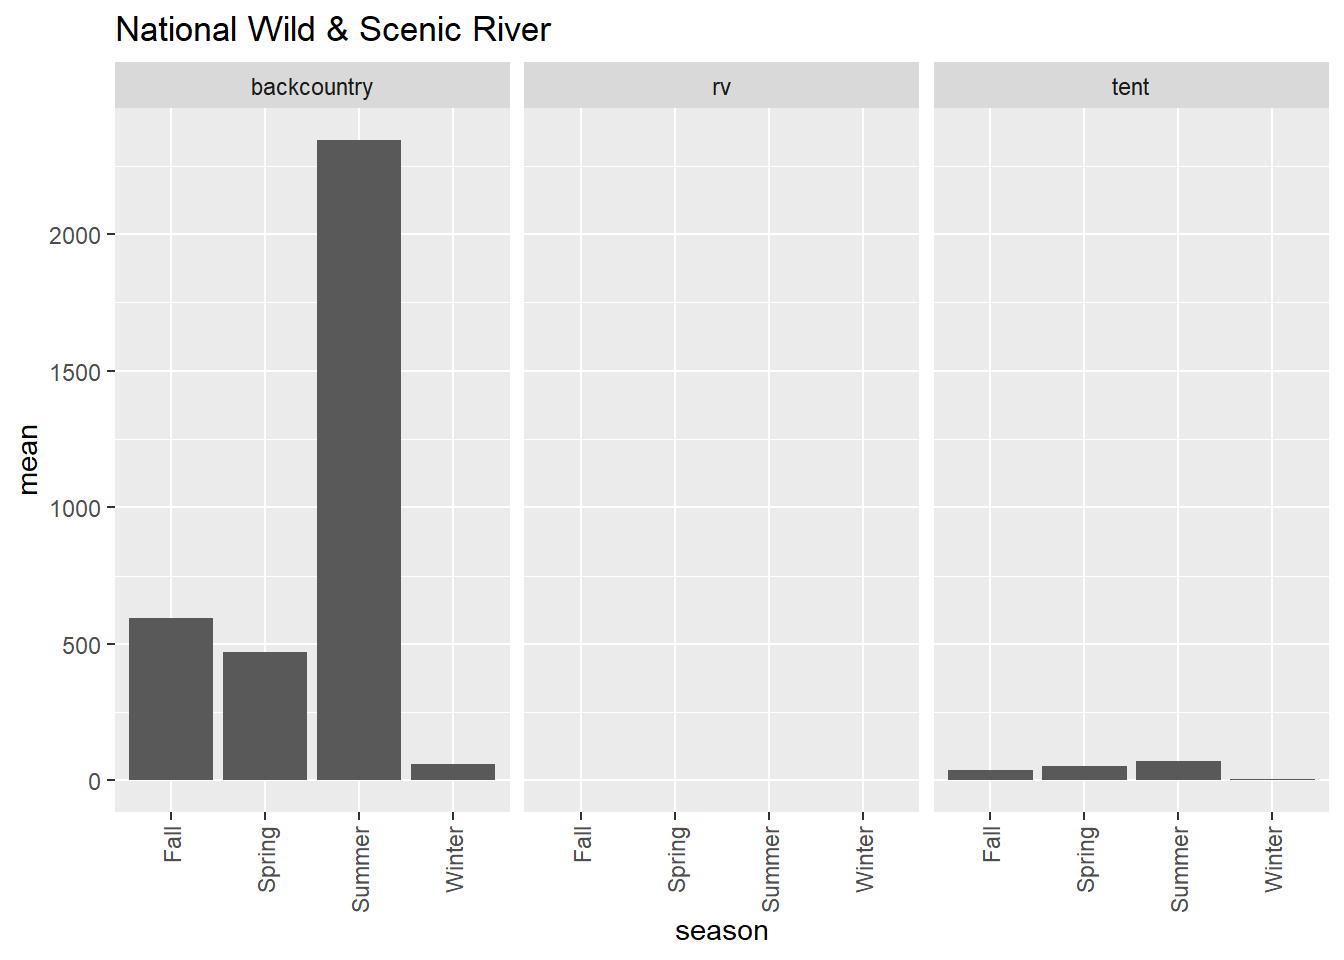 National Wild & Scenic River
backcountry
rv
tent
mean
2000
1500
1000
500
0
Fall
Spring
Summer
Winter
Fall
Spring
Summer
Winter
Fall
Spring
Summer
Winter
season